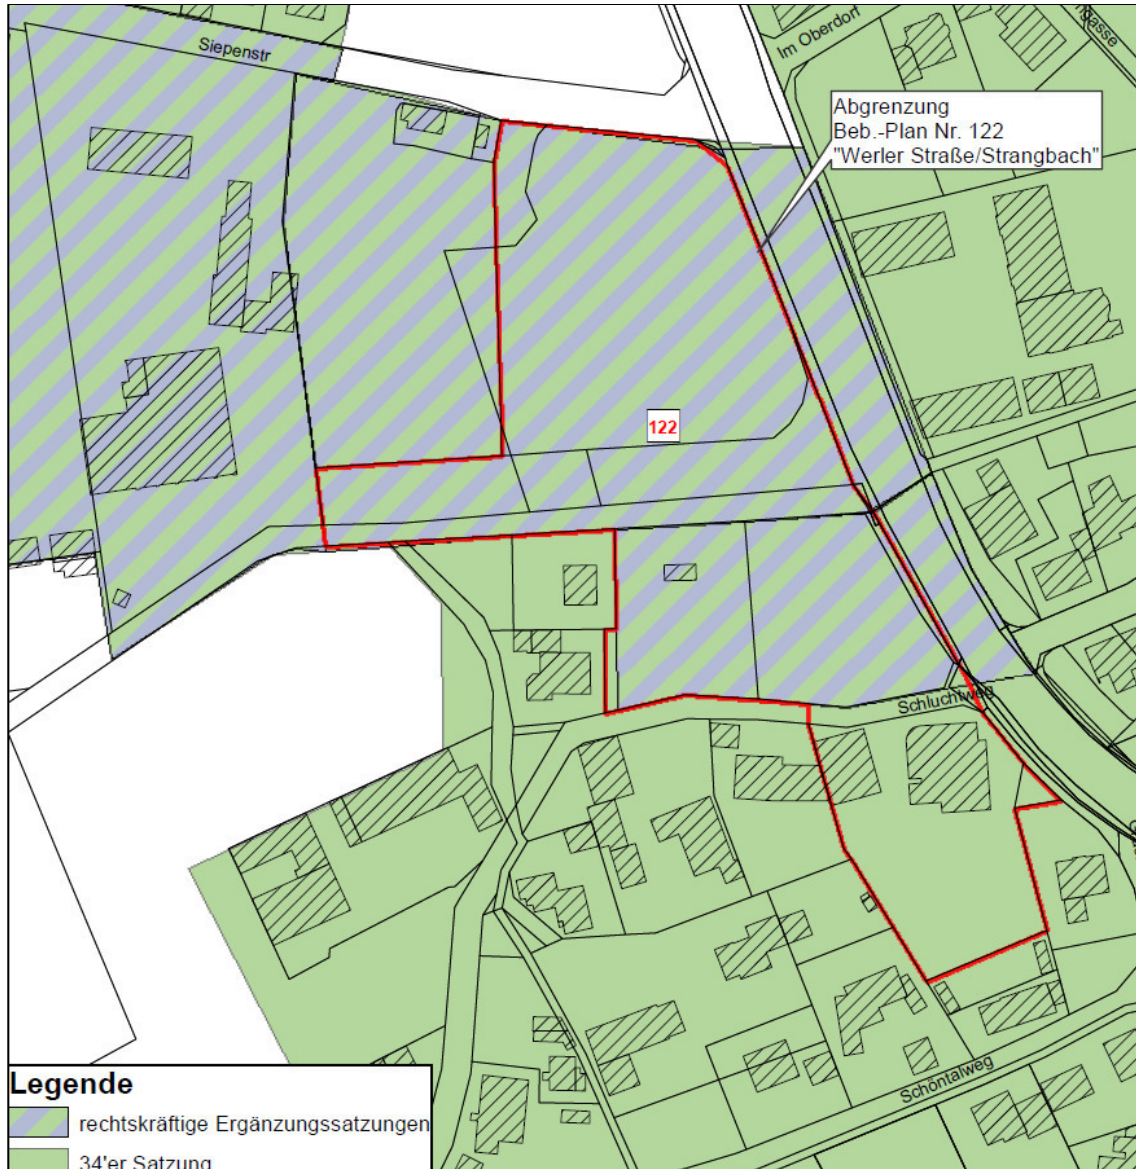 Siepenstr
Im Oberdorf
Abgrenzung
Beb.-Plan Nr. 122
"Werler Straße/Strangbach"
122
Schluchtweg
Schöntalweg
Legende
rechtskräftige Ergänzungssatzungen
34'er Satzung